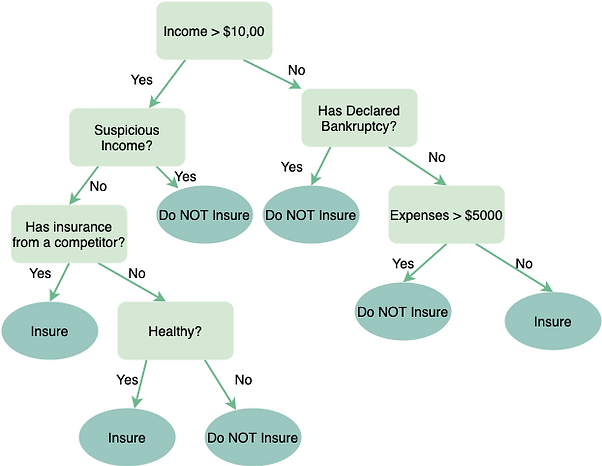 Income > $10,00
Yes
No
Suspicious
Income?
Has Declared
Bankruptcy?
No
Yes
Yes
No
Has insurance
from a competitor?
Do NOT Insure
Do NOT Insure
Expenses > $5000
Yes
No
Yes
No
Insure
Healthy?
Do NOT Insure
Insure
Yes
No
Insure
Do NOT Insure